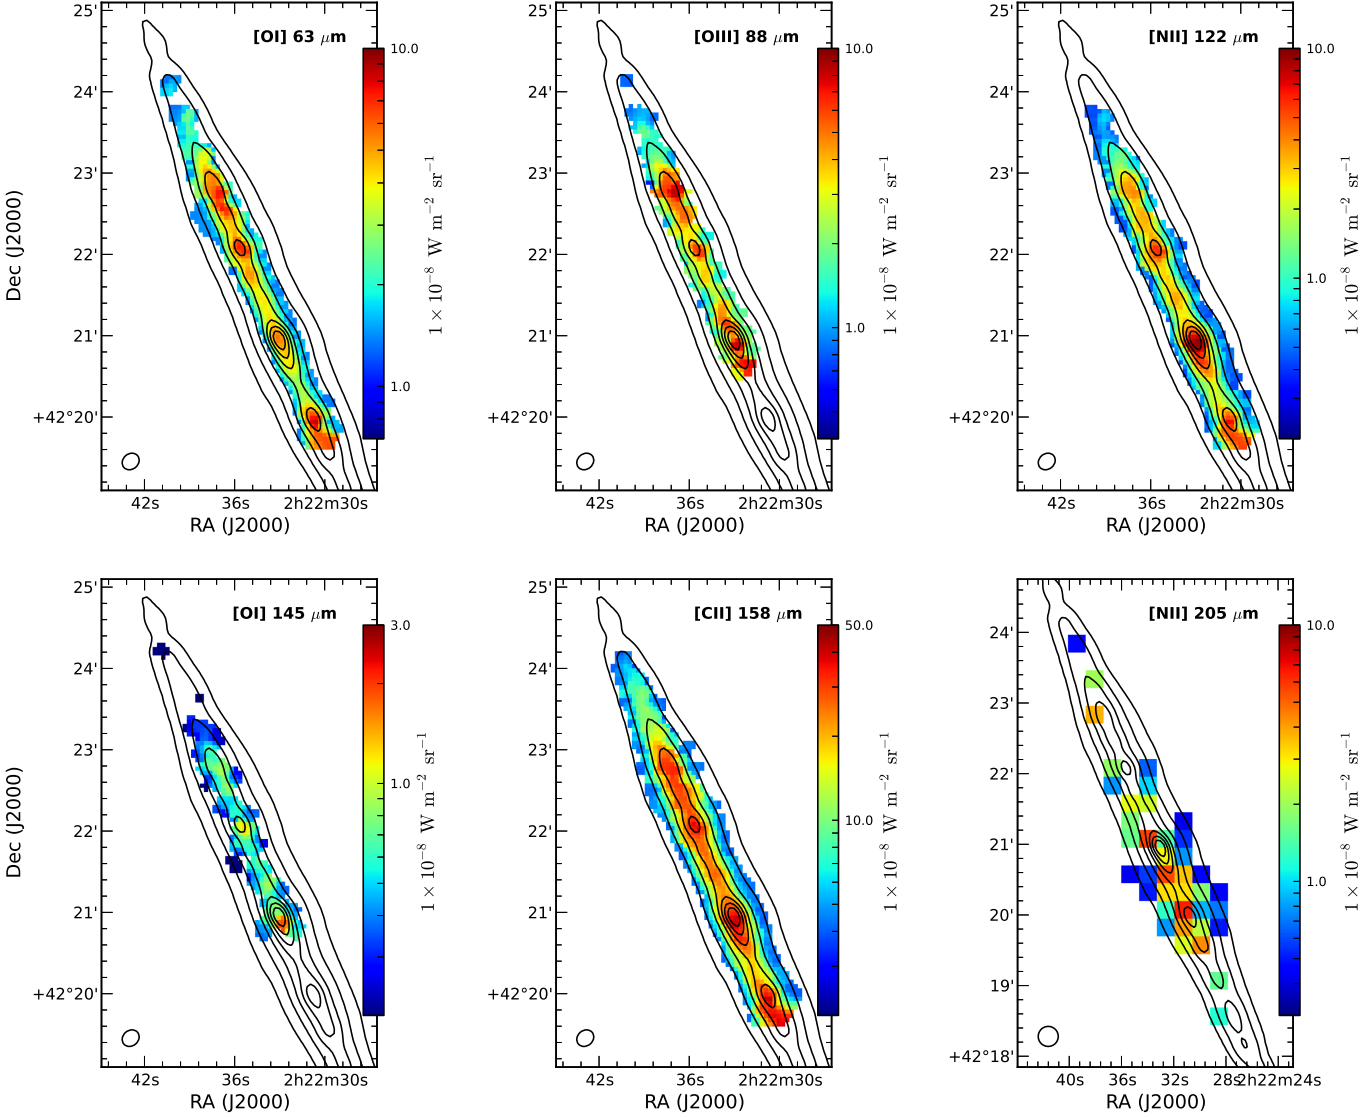 [OI] 63 μm
25'
24'
23'
22'
21'
+42°20'
42s
36s
2h22m30s
RA (J2000)
Dec (J2000)
10.0
1.0
1 × 10⁻⁸ W m⁻² sr⁻¹
[OIII] 88 μm
25'
24'
23'
22'
21'
+42°20'
42s
36s
2h22m30s
RA (J2000)
10.0
1.0
1 × 10⁻⁸ W m⁻² sr⁻¹
[NII] 122 μm
25'
24'
23'
22'
21'
+42°20'
42s
36s
2h22m30s
RA (J2000)
10.0
1.0
1 × 10⁻⁸ W m⁻² sr⁻¹
[OI] 145 μm
25'
24'
23'
22'
21'
+42°20'
42s
36s
2h22m30s
RA (J2000)
Dec (J2000)
3.0
1.0
1 × 10⁻⁸ W m⁻² sr⁻¹
[CII] 158 μm
25'
24'
23'
22'
21'
+42°20'
42s
36s
2h22m30s
RA (J2000)
50.0
10.0
1 × 10⁻⁸ W m⁻² sr⁻¹
[NII] 205 μm
24'
23'
22'
21'
20'
19'
+42°18'
40s
36s
32s
28s
2h22m24s
RA (J2000)
10.0
1.0
1 × 10⁻⁸ W m⁻² sr⁻¹